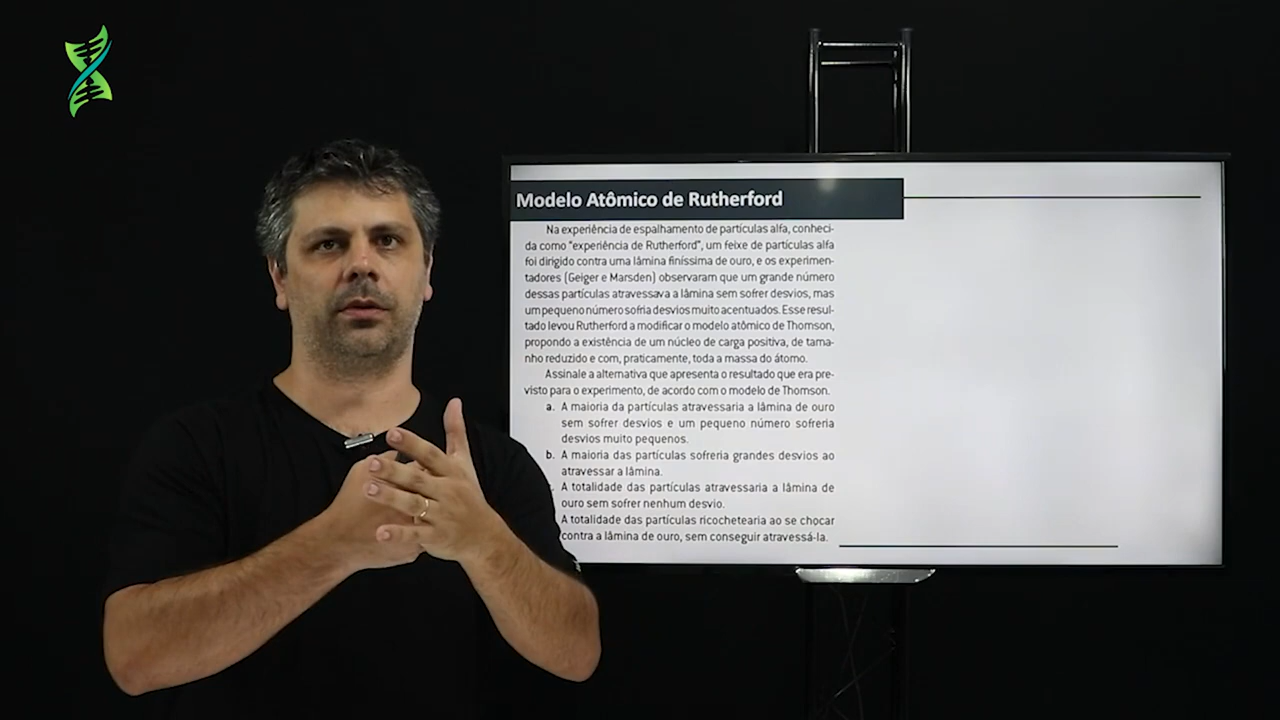 Modelo Atômico de Rutherford
Na experiência de espalhamento de partículas alfa, conheci-
da como "experiência de Rutherford", um feixe de partículas alfa
foi dirigido contra uma lâmina finíssima de ouro, e os experimen-
tadores (Geiger e Marsden) observaram que um grande número
dessas partículas atravessava a lâmina sem sofrer desvios, mas
um pequeno número sofria desvios muito acentuados. Esse resul-
tado levou Rutherford a modificar o modelo atômico de Thomson,
propondo a existência de um núcleo de carga positiva, de tama-
nho reduzido e com, praticamente, toda a massa do átomo.
Assinale a alternativa que apresenta o resultado que era pre-
visto para o experimento, de acordo com o modelo de Thomson.
a. A maioria da partículas atravessaria a lâmina de ouro
sem sofrer desvios e um pequeno número sofreria
desvios muito pequenos.
b. A maioria das partículas sofreria grandes desvios ao
atravessar a lâmina.
A totalidade das partículas atravessaria a lâmina de
ouro sem sofrer nenhum desvio.
A totalidade das partículas ricochetearia ao se chocar
contra a lâmina de ouro, sem conseguir atravessá-la.